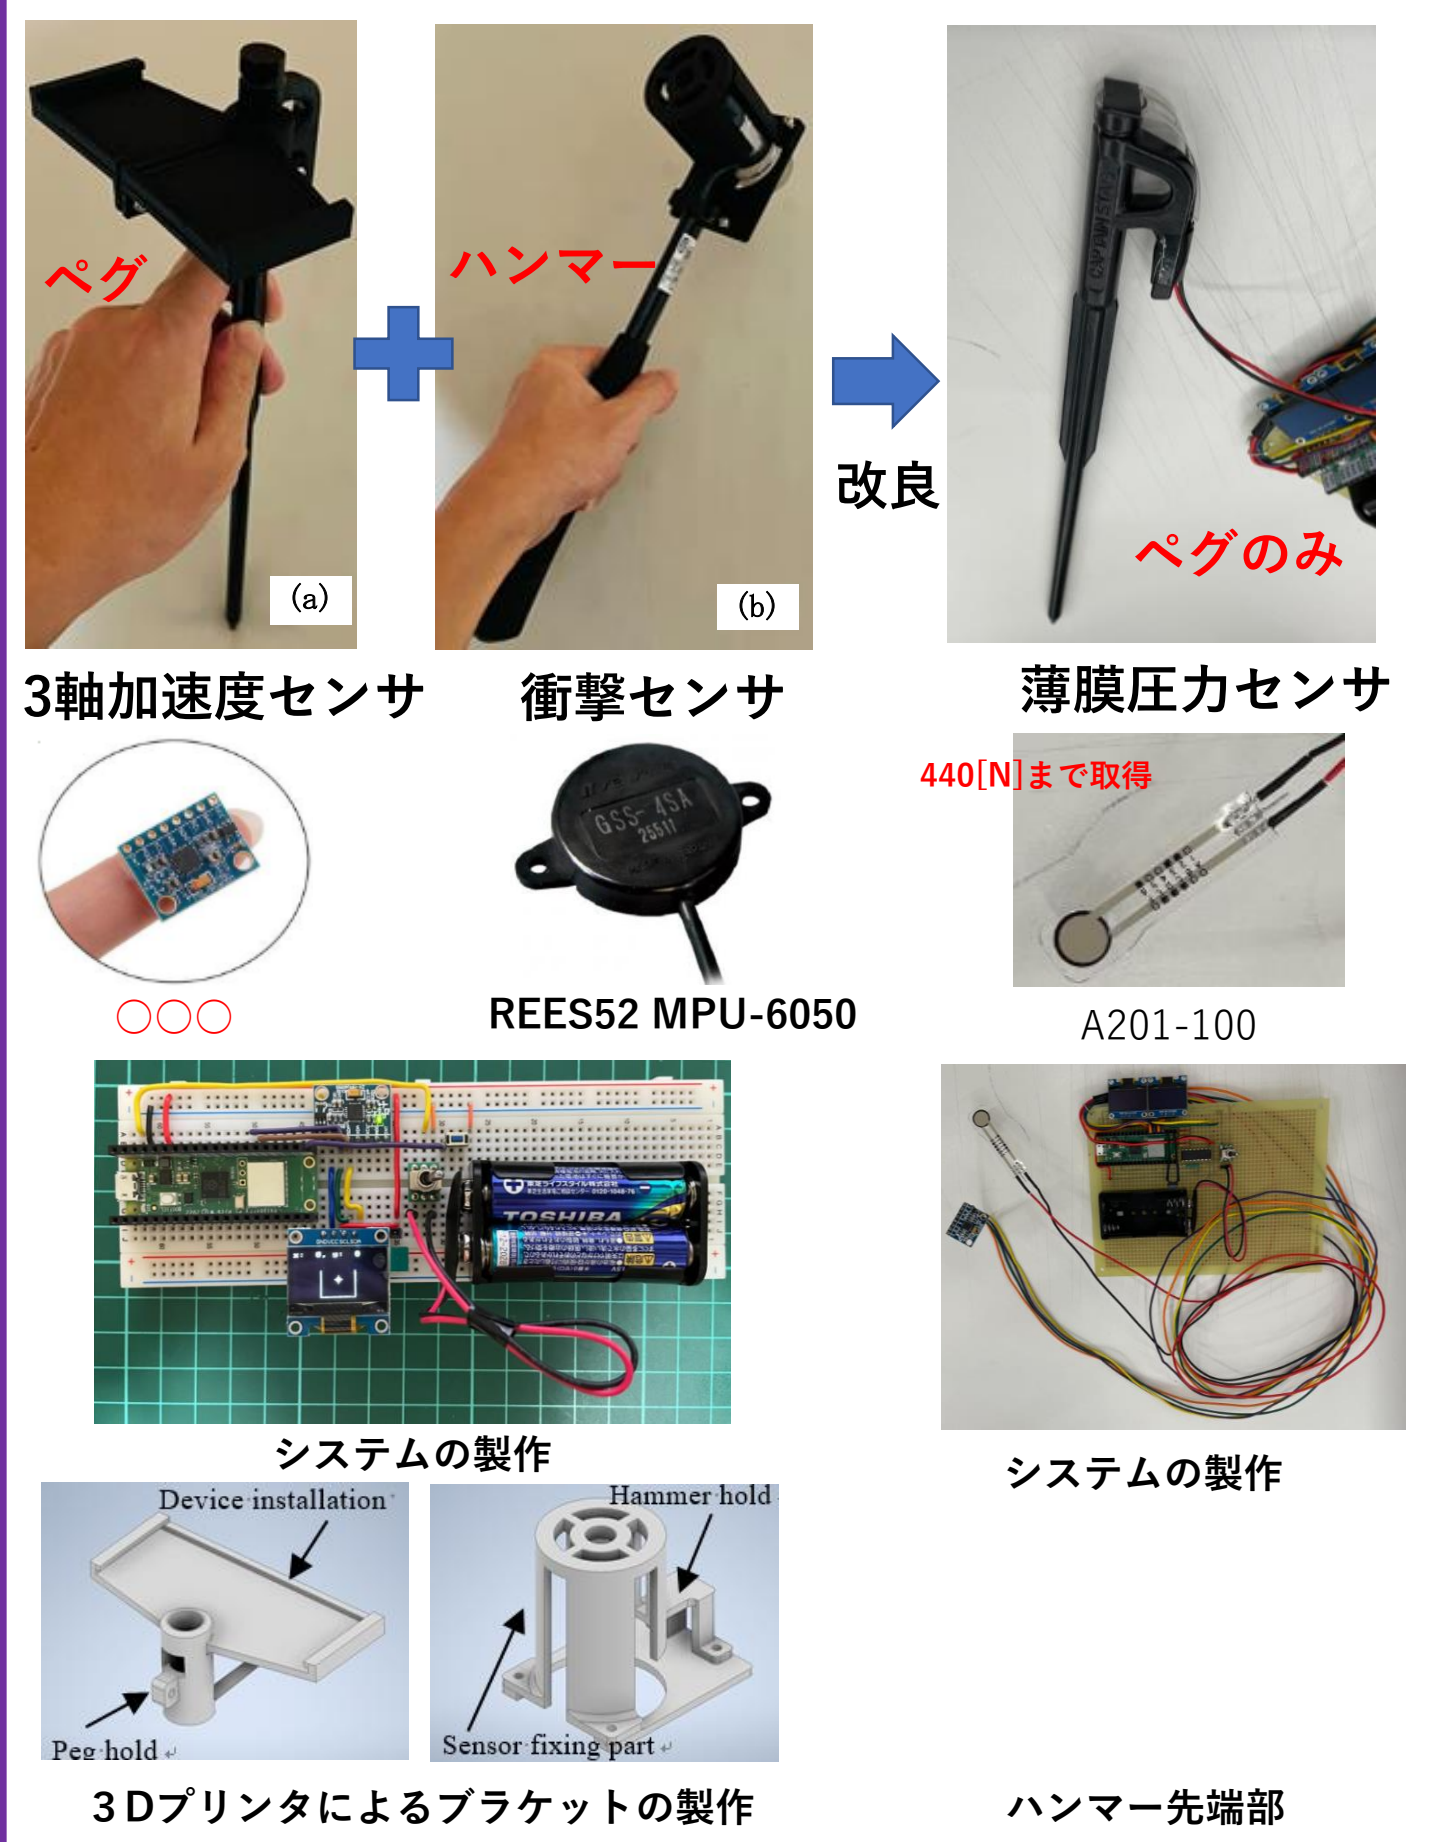 ペグ
ハンマー
改良
CAPTAIN STAG
ペグのみ
(a)
(b)
3軸加速度センサ
衝撃センサ
薄膜圧力センサ
440[N]まで取得
GSS-4SA
25511
◯◯◯
REES52 MPU-6050
A201-100
TOSHIBA
システムの製作
システムの製作
Device installation
Hammer hold
Peg hold
Sensor fixing part
３Dプリンタによるブラケットの製作
ハンマー先端部